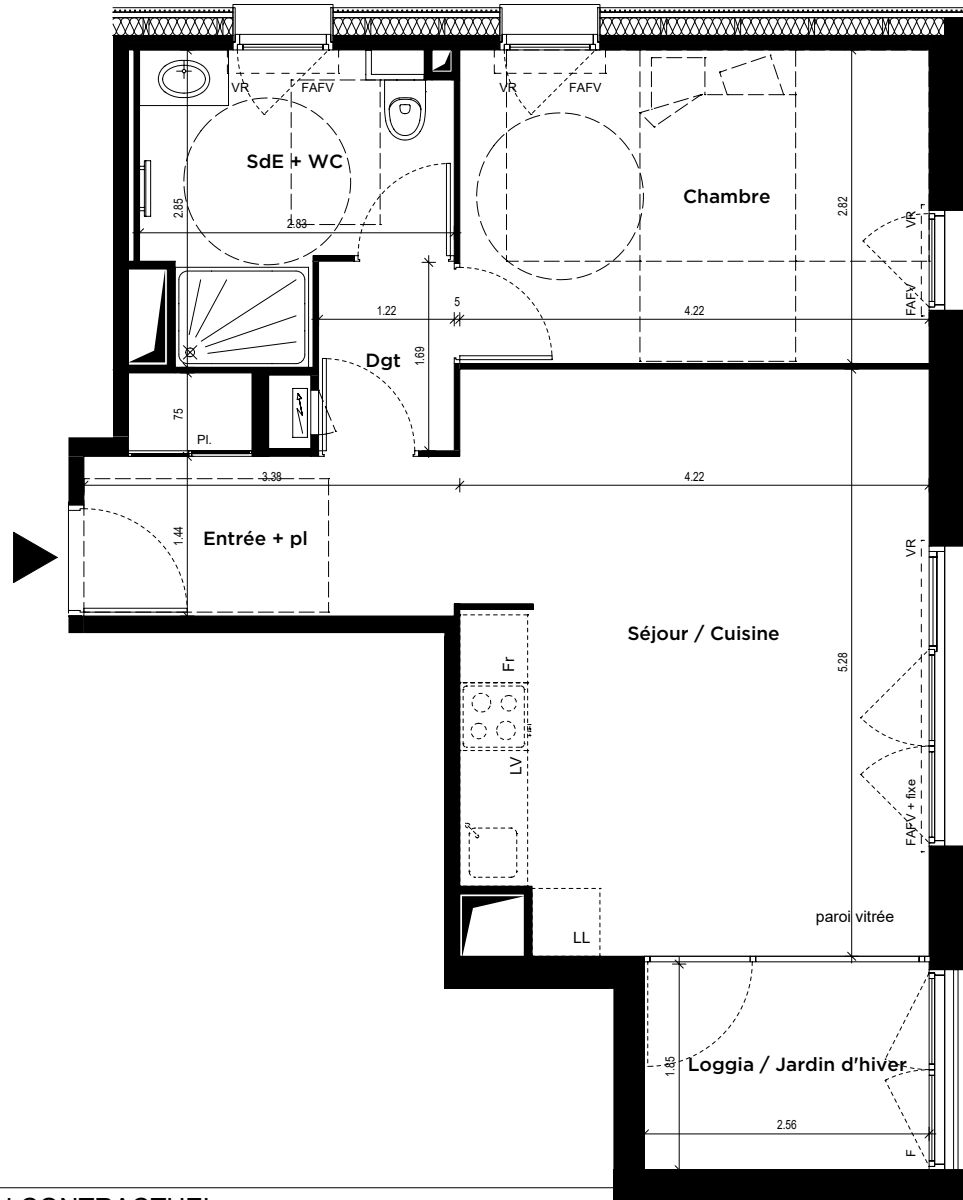 VR
FAFV
VR
FAFV
SdE + WC
Chambre
2.85
2.83
2.82
VR
FAFV
1.22
5
4.22
Dgt
1.69
75
Pl.
3.38
4.22
1.44
Entrée + pl
VR
Séjour / Cuisine
Fr
5.28
LV
FAFV + fixe
paroi vitrée
LL
1.85
Loggia / Jardin d'hiver
2.56
F